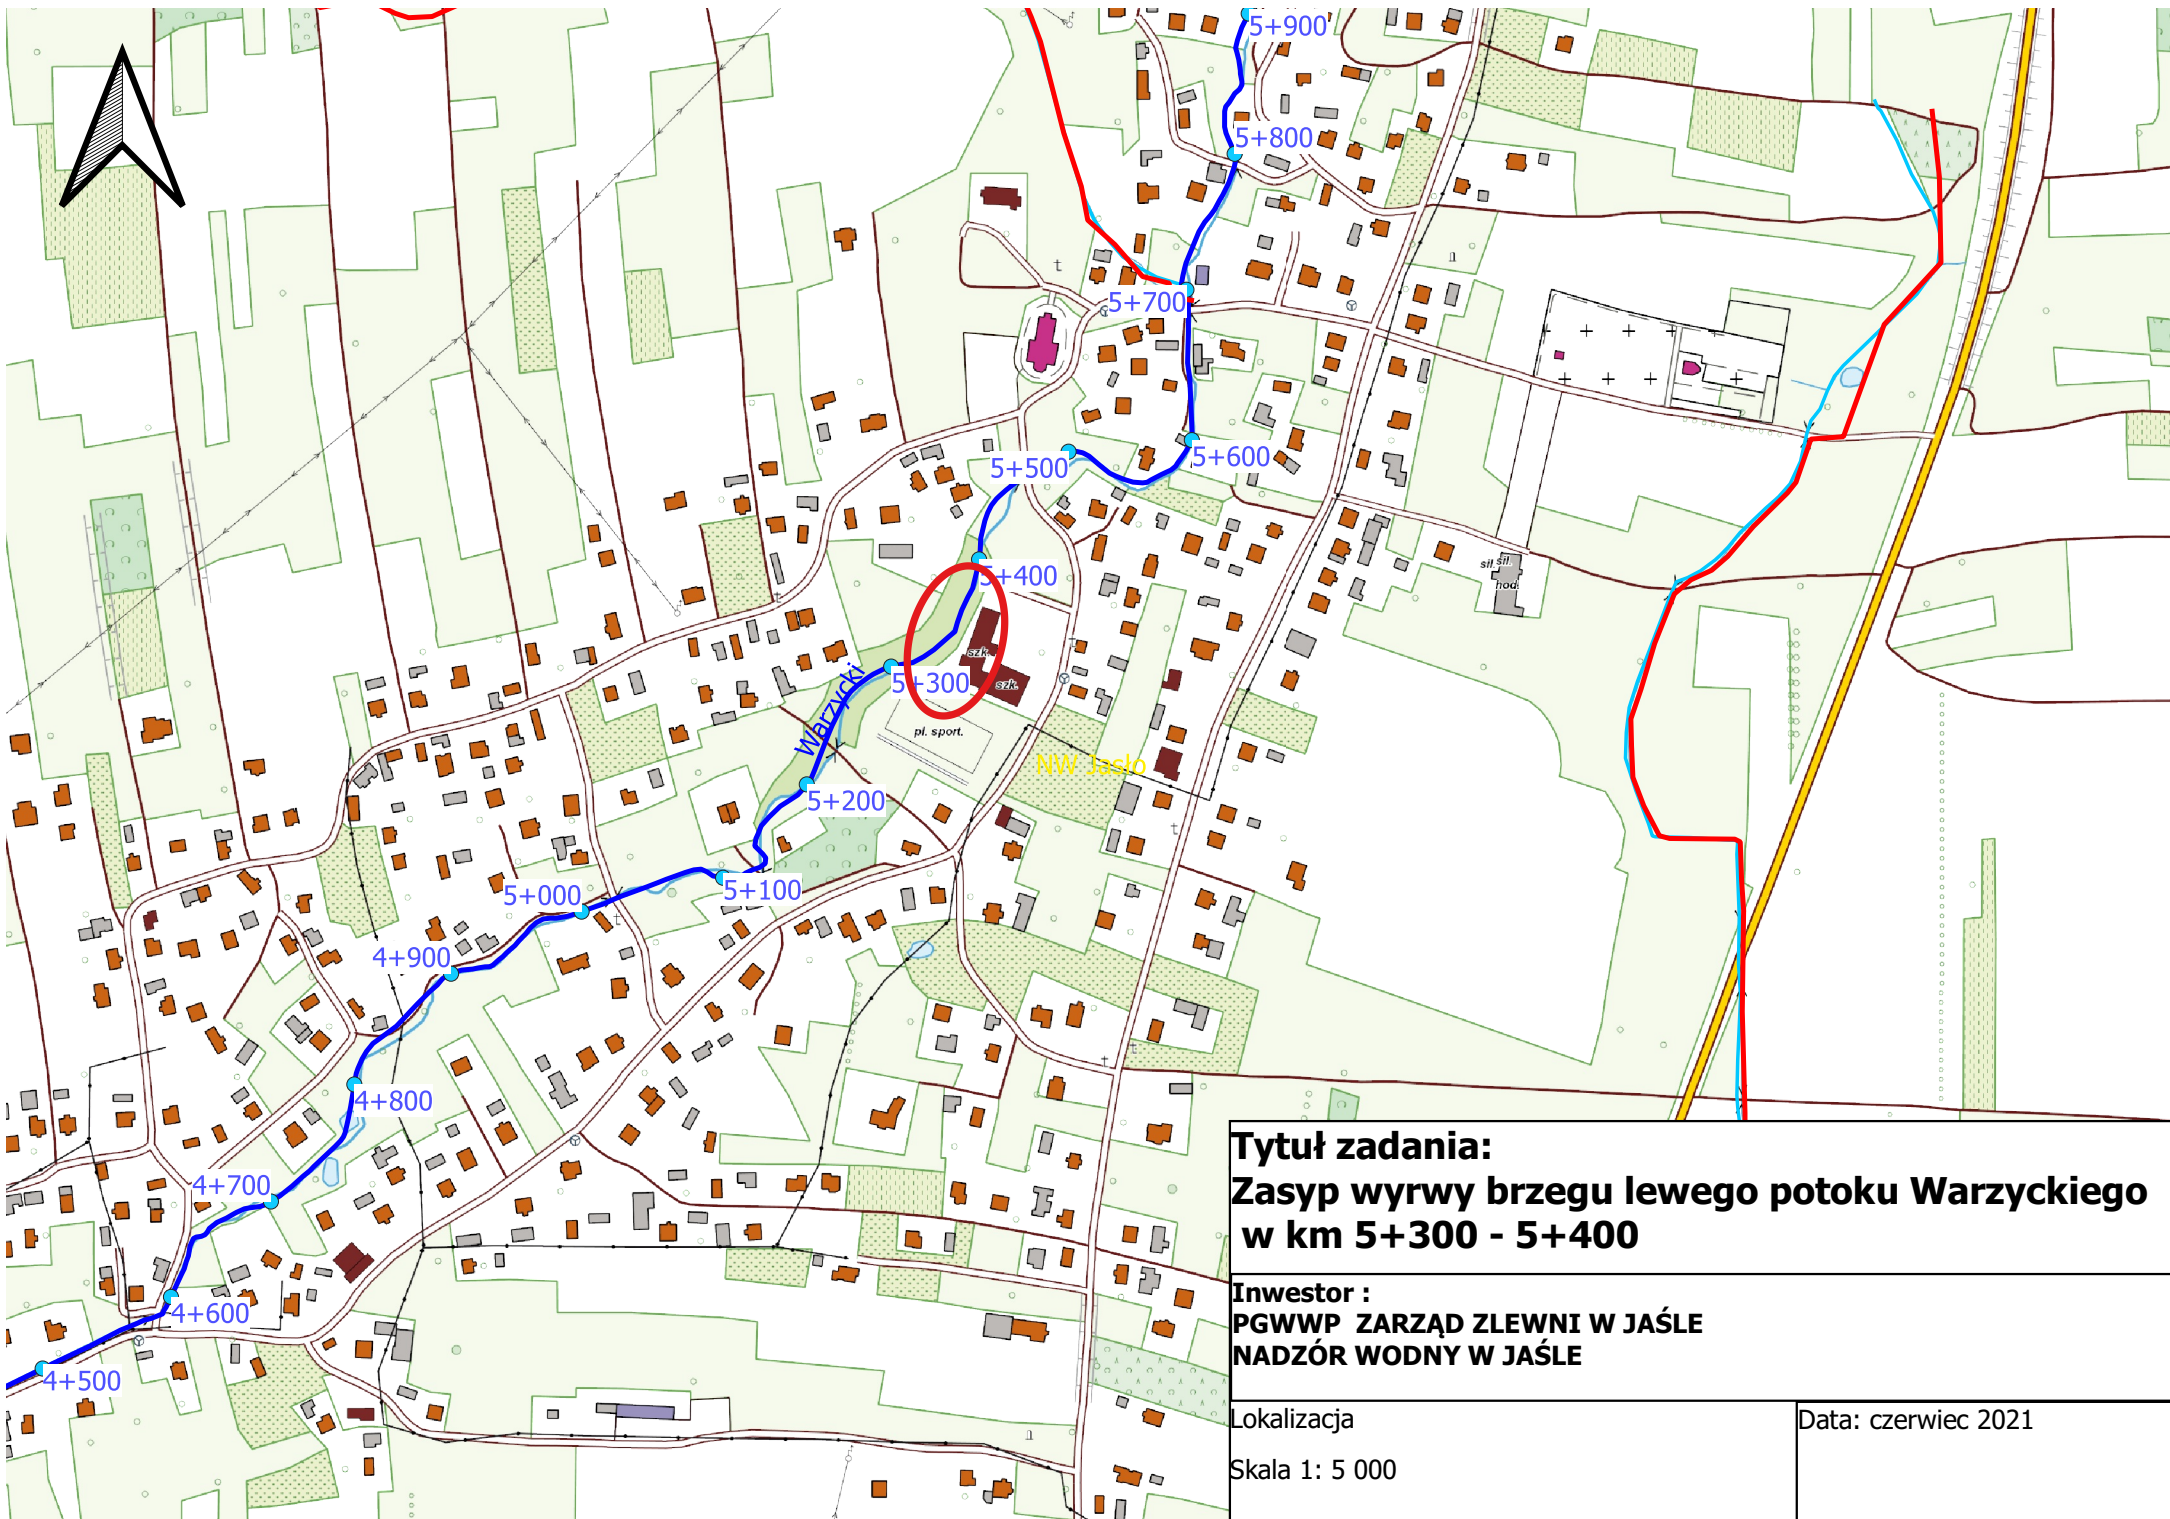 5+900
5+800
5+700
5+600
5+500
5+400
szk.
szk.
5+300
Warzycki
pl. sport.
NW Jasło
sil.
sil.
hod.
5+200
5+100
5+000
4+900
4+800
4+700
4+600
4+500
t
t
t
t
t
t
t
Tytuł zadania:
Zasyp wyrwy brzegu lewego potoku Warzyckiego
w km 5+300 - 5+400
Inwestor :
PGWWP ZARZĄD ZLEWNI W JAŚLE
NADZÓR WODNY W JAŚLE
Lokalizacja
Skala 1: 5 000
Data: czerwiec 2021